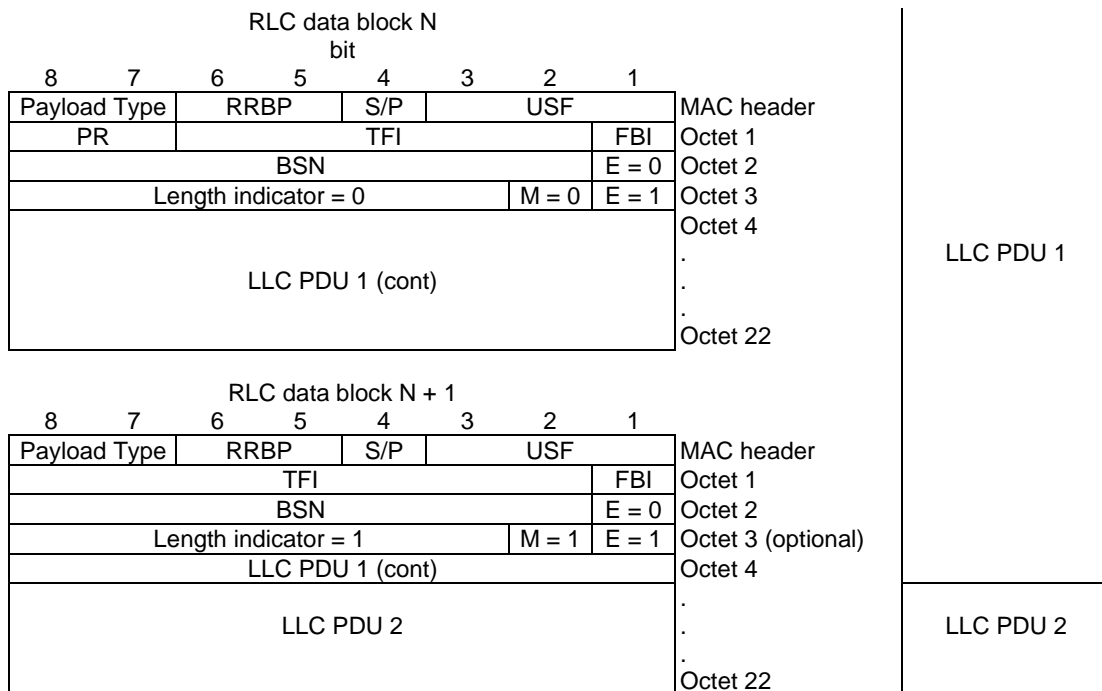 RLC data block N
bit
8 7 6 5 4 3 2 1
Payload Type RRBP S/P USF MAC header
PR TFI FBI Octet 1
BSN E = 0 Octet 2
Length indicator = 0 M = 0 E = 1 Octet 3
Octet 4
.
LLC PDU 1 (cont) .
.
Octet 22
LLC PDU 1
RLC data block N + 1
8 7 6 5 4 3 2 1
Payload Type RRBP S/P USF MAC header
TFI FBI Octet 1
BSN E = 0 Octet 2
Length indicator = 1 M = 1 E = 1 Octet 3 (optional)
LLC PDU 1 (cont) Octet 4
.
LLC PDU 2 .
.
Octet 22
LLC PDU 2